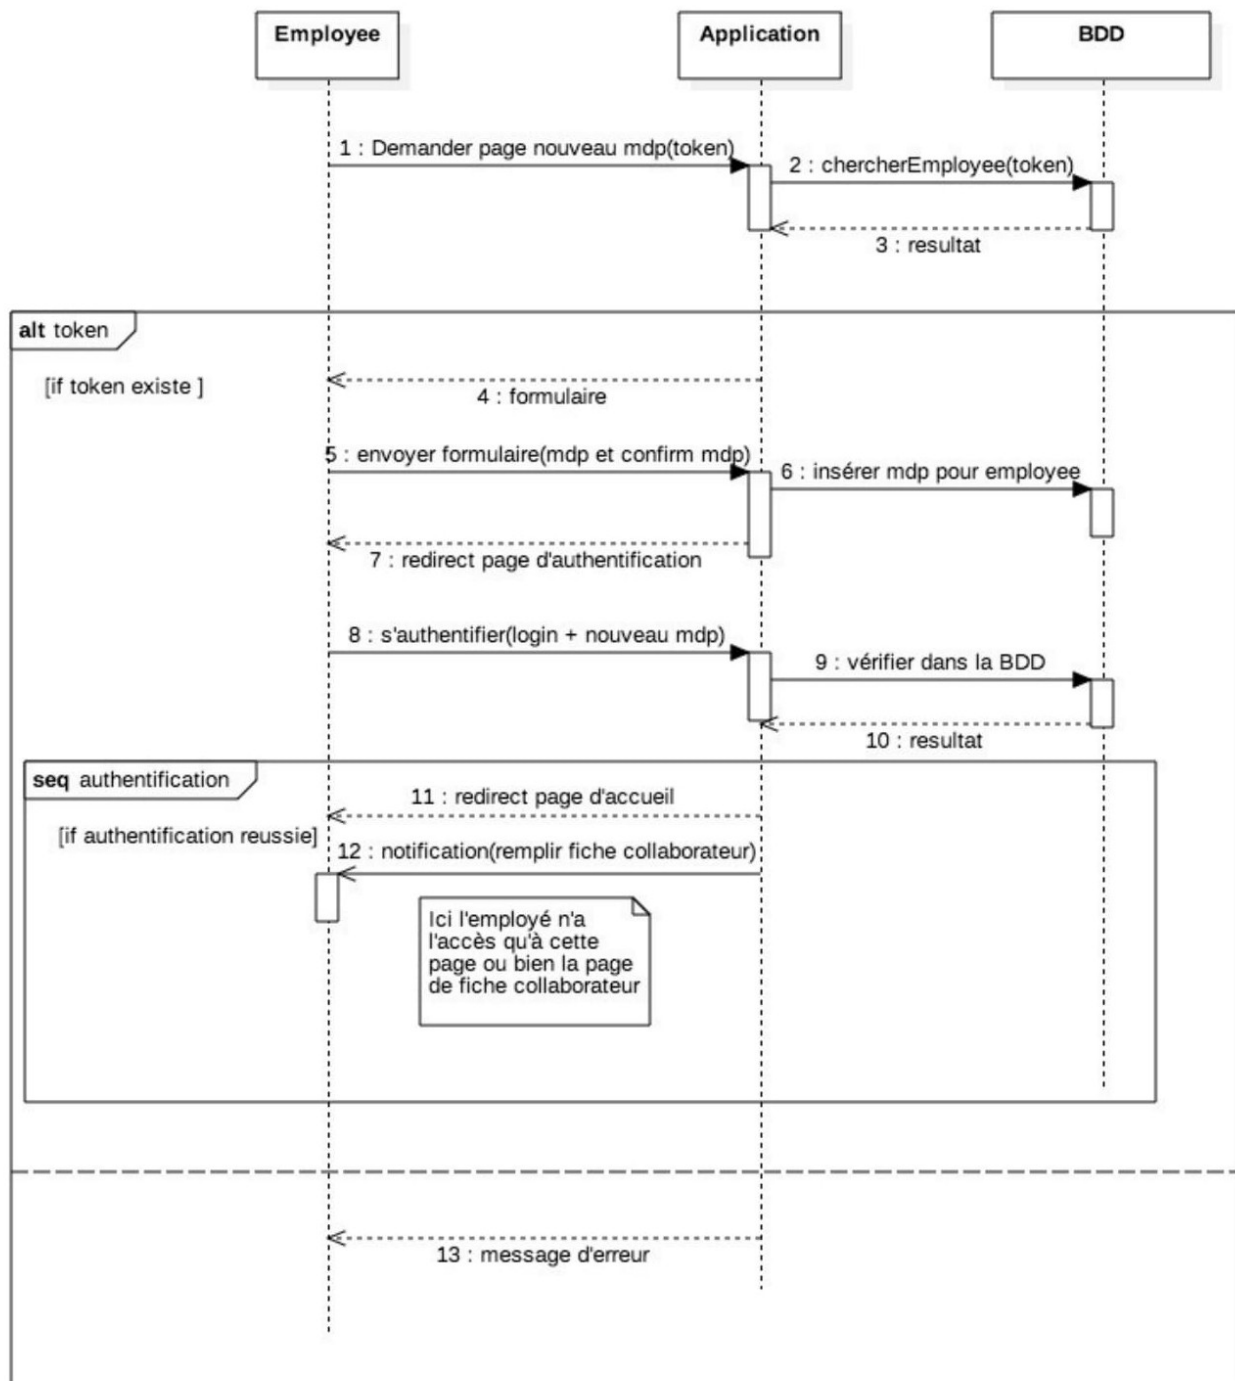 Employee
Application
BDD
1 : Demander page nouveau mdp(token)
2 : chercherEmployee(token)
3 : resultat
alt token
[if token existe ]
4 : formulaire
5 : envoyer formulaire(mdp et confirm mdp)
6 : insérer mdp pour employee
7 : redirect page d'authentification
8 : s'authentifier(login + nouveau mdp)
9 : vérifier dans la BDD
10 : resultat
seq authentification
11 : redirect page d'accueil
[if authentification reussie]
12 : notification(remplir fiche collaborateur)
Ici l'employé n'a
l'accès qu'à cette
page ou bien la page
de fiche collaborateur
13 : message d'erreur